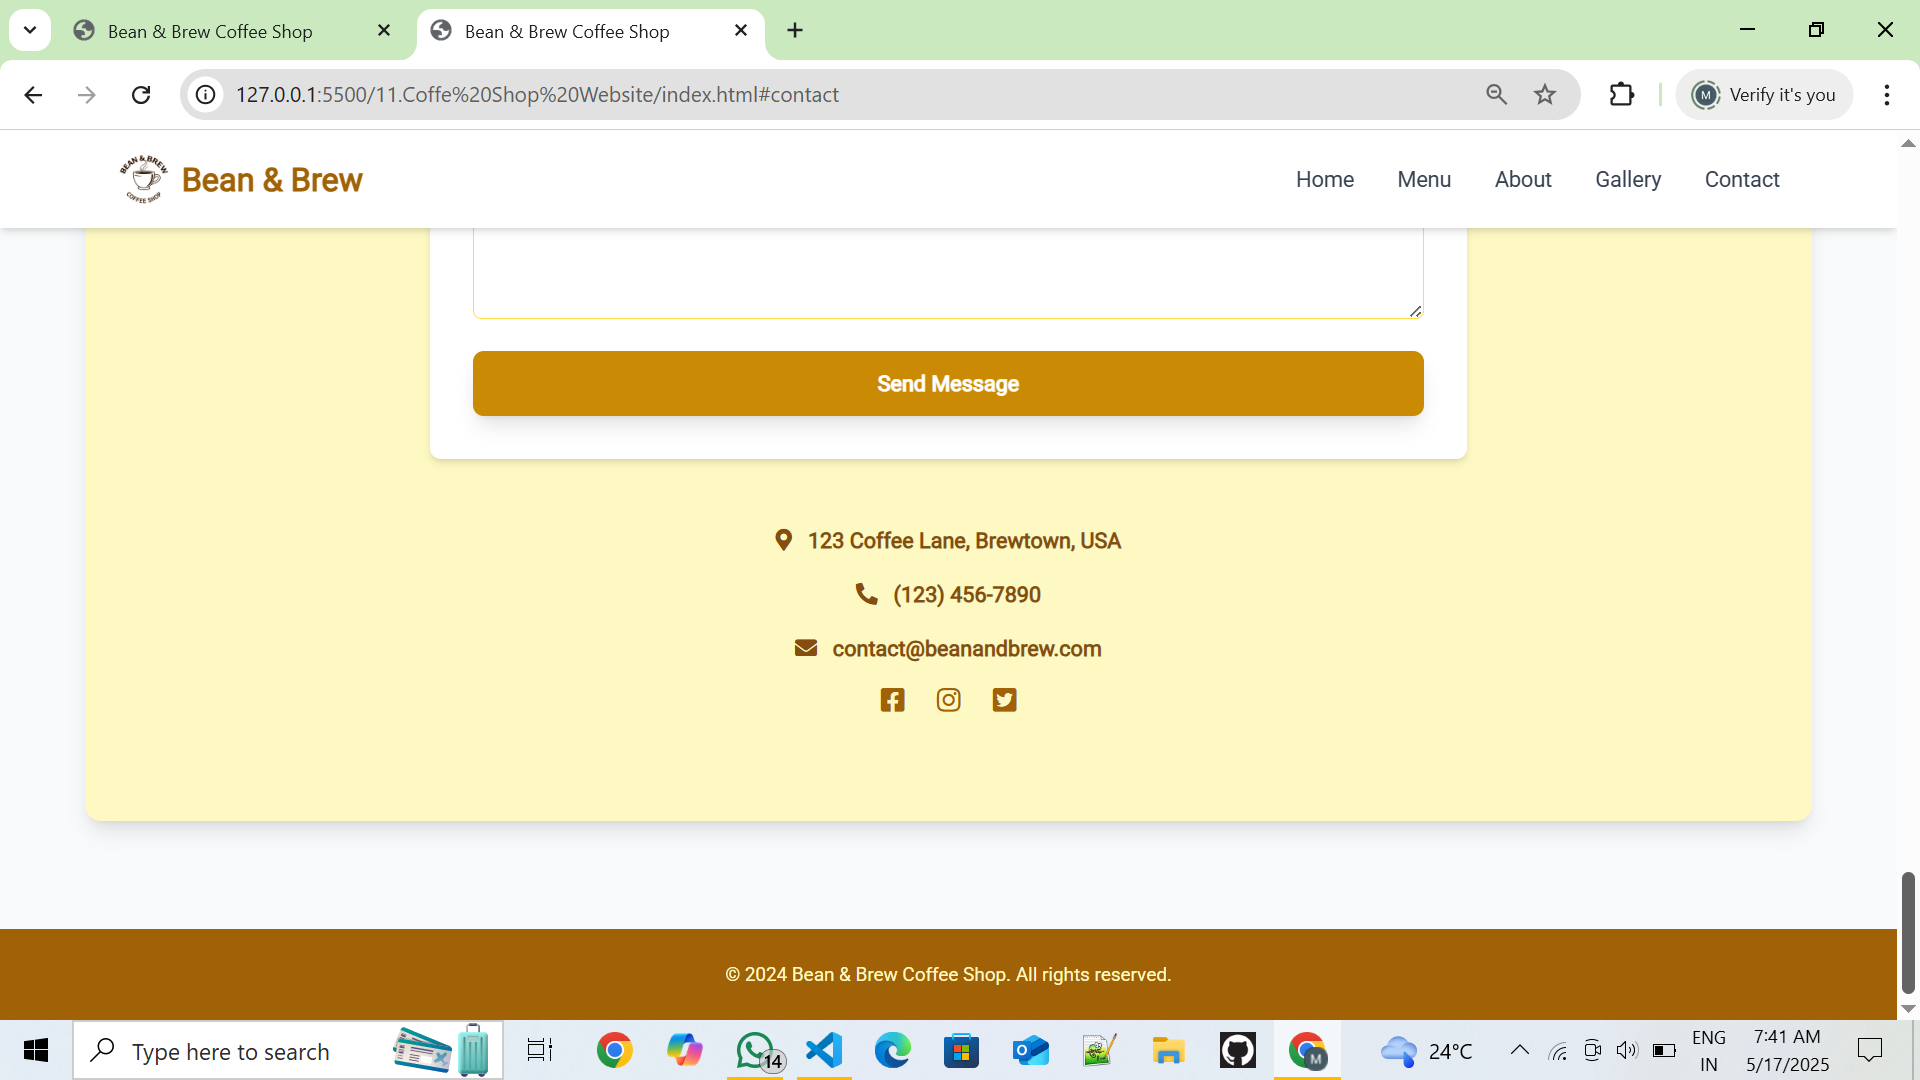 Bean & Brew Coffee Shop
Bean & Brew Coffee Shop
127.0.0.1:5500/11.Coffe%20Shop%20Website/index.html#contact
M
Verify it's you
BEAN & BREW
COFFEE SHOP
Bean & Brew
Home
Menu
About
Gallery
Contact
Send Message
123 Coffee Lane, Brewtown, USA
(123) 456-7890
contact@beanandbrew.com
© 2024 Bean & Brew Coffee Shop. All rights reserved.
Type here to search
14
M
24°C
ENG
IN
7:41 AM
5/17/2025